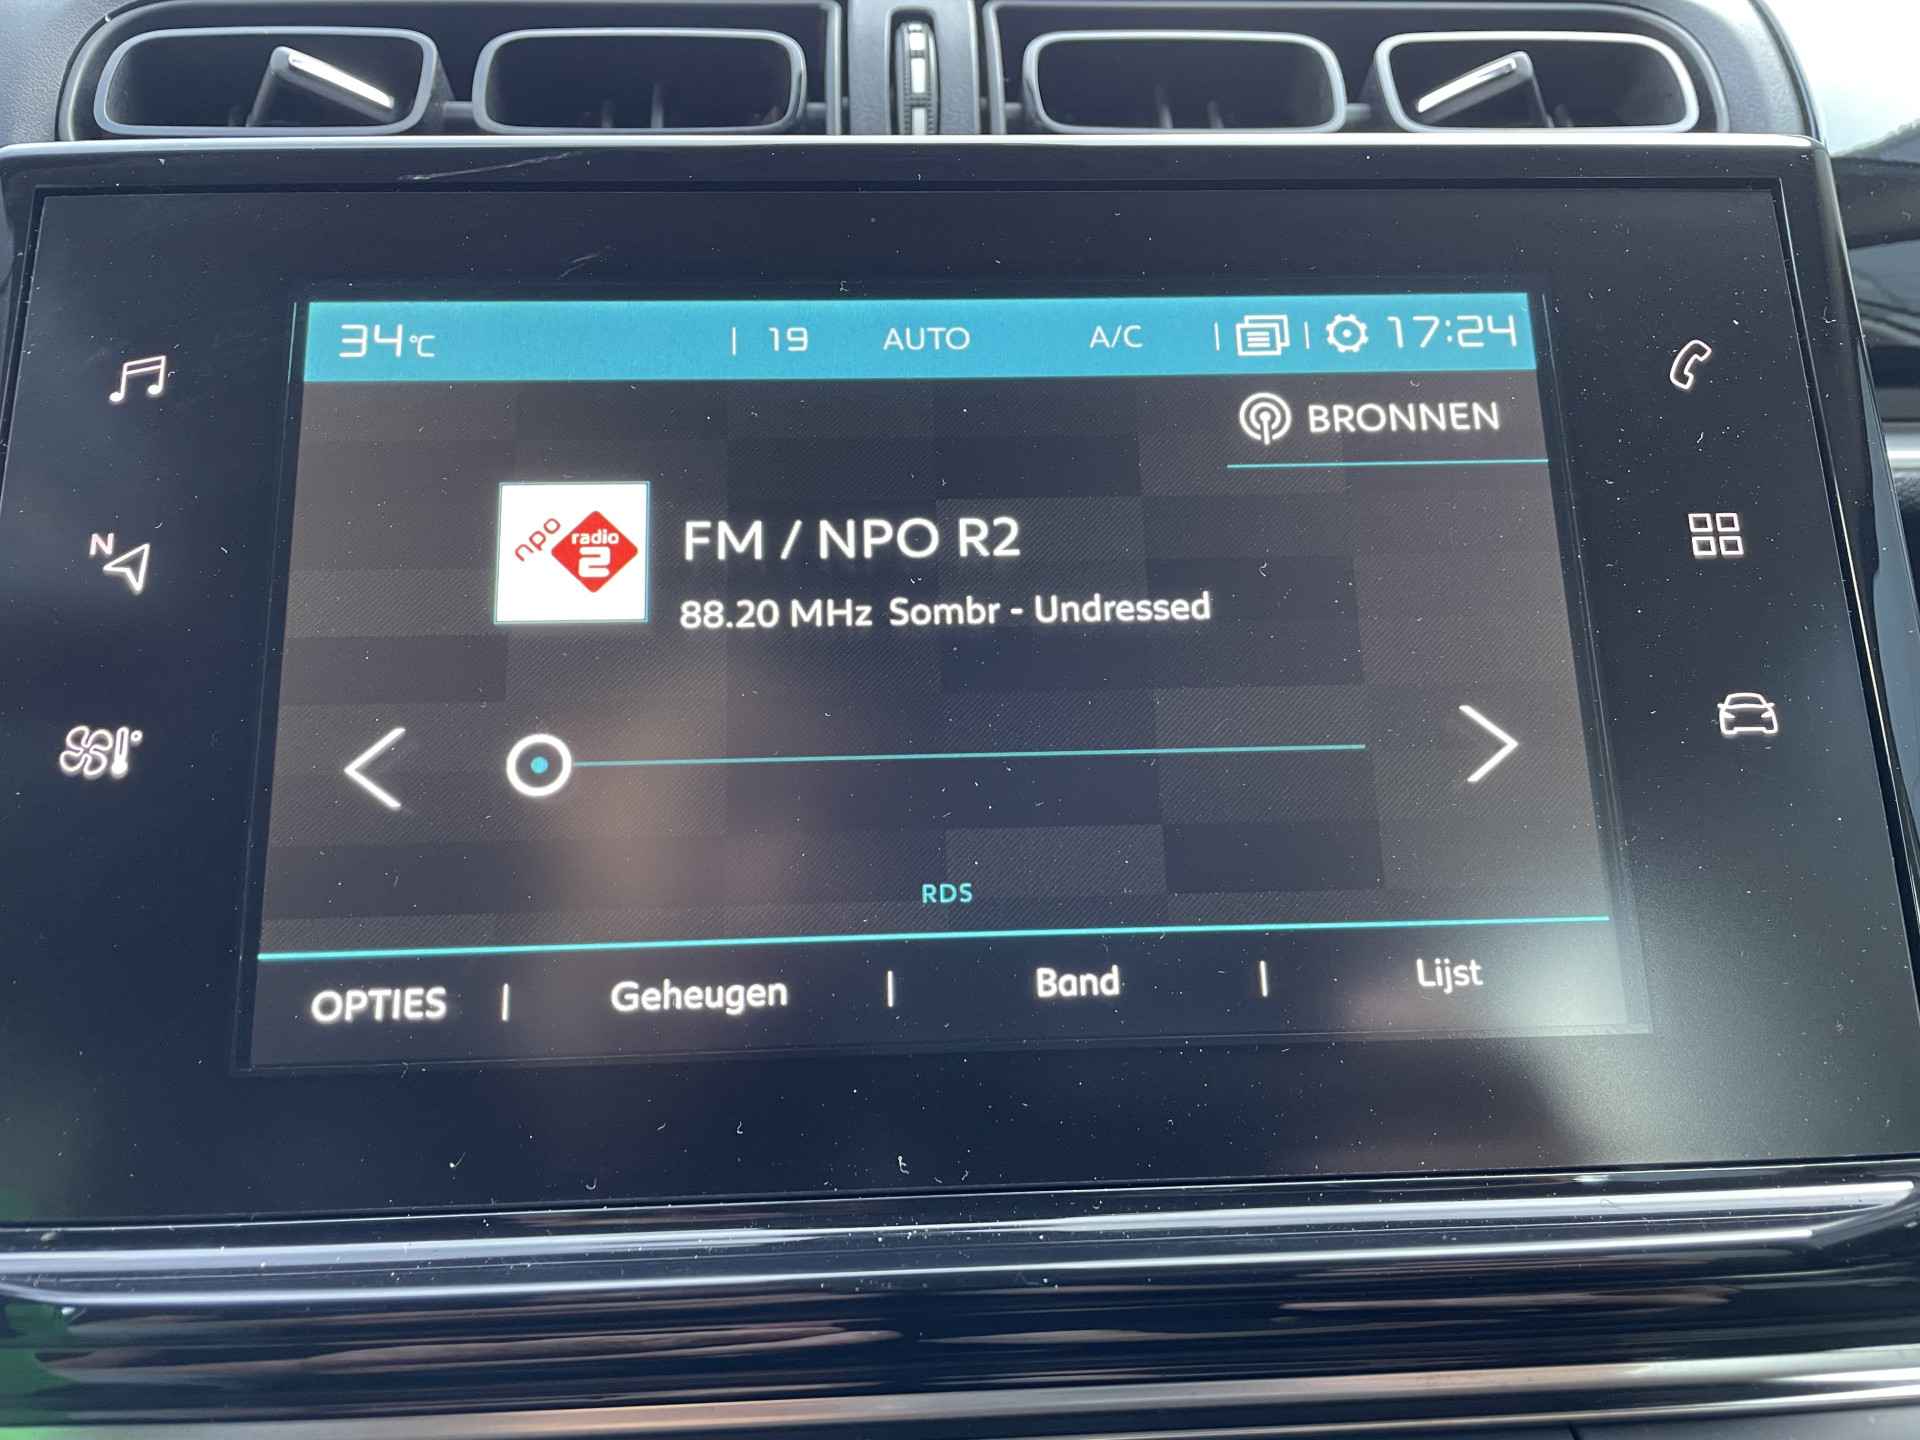 34°C | 19 AUTO A/C | | 17:24
BRONNEN
npo radio 2
FM / NPO R2
88.20 MHz Sombr - Undressed
N
RDS
OPTIES | Geheugen | Band | Lijst